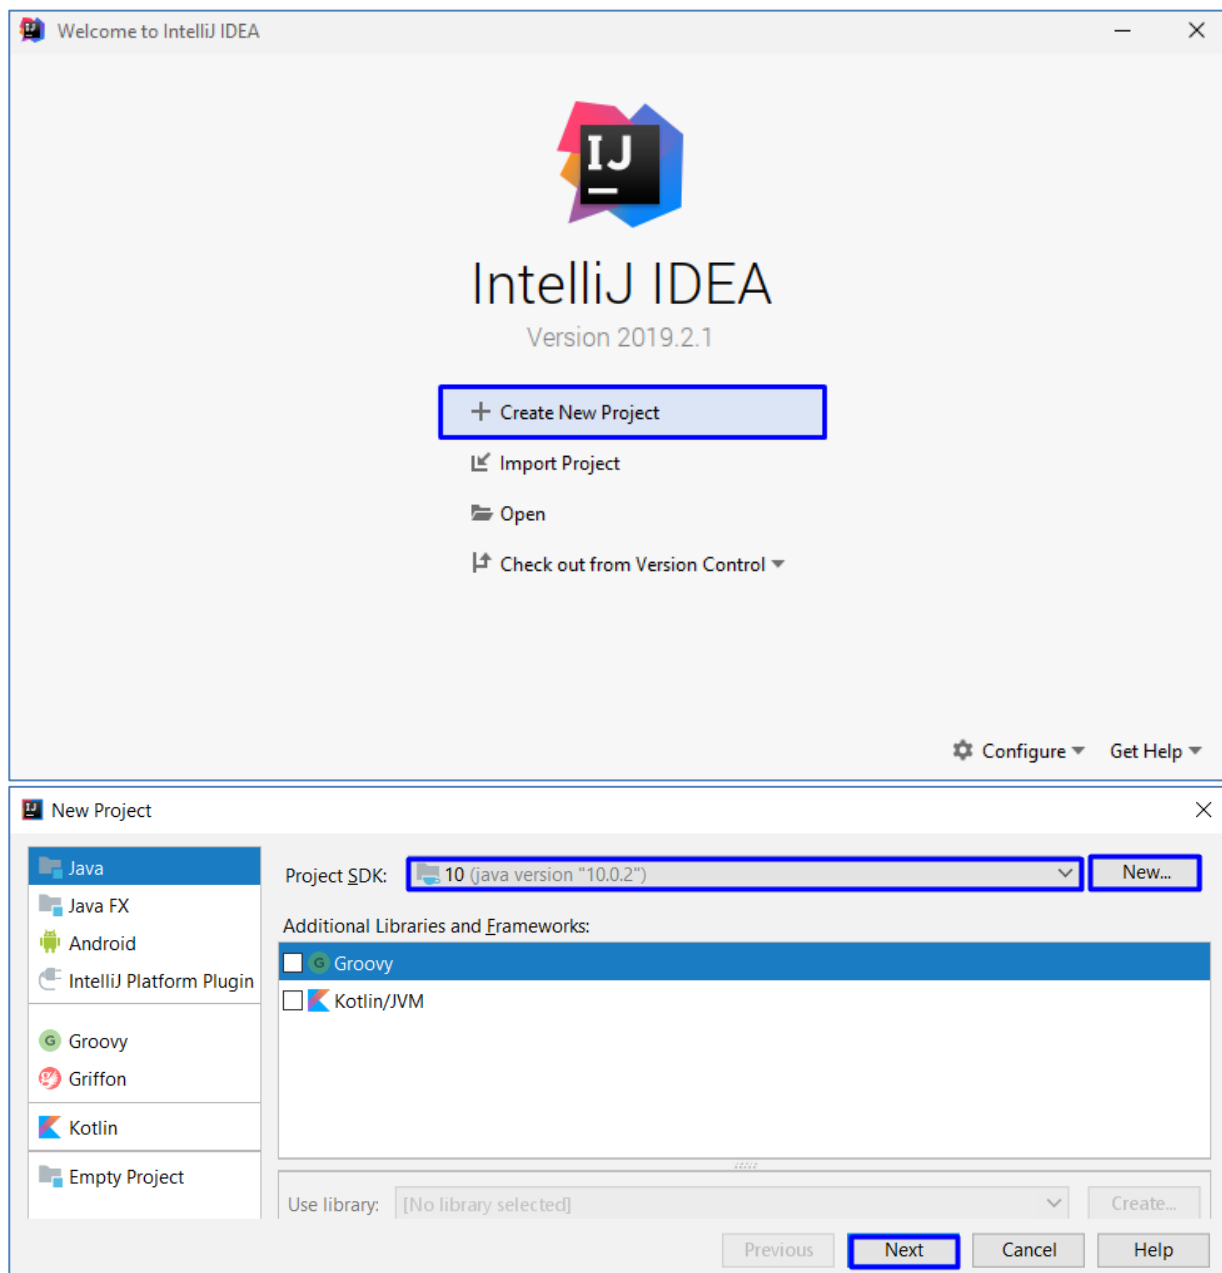 Welcome to IntelliJ IDEA
IJ
IntelliJ IDEA
Version 2019.2.1
Create New Project
Import Project
Open
Check out from Version Control
Configure Get Help
New Project
Java
Java FX
Android
IntelliJ Platform Plugin
Groovy
Griffon
Kotlin
Empty Project
Project SDK: 10 (java version "10.0.2") New...
Additional Libraries and Frameworks:
G Groovy
Kotlin/JVM
Use library: [No library selected] Create...
Previous Next Cancel Help